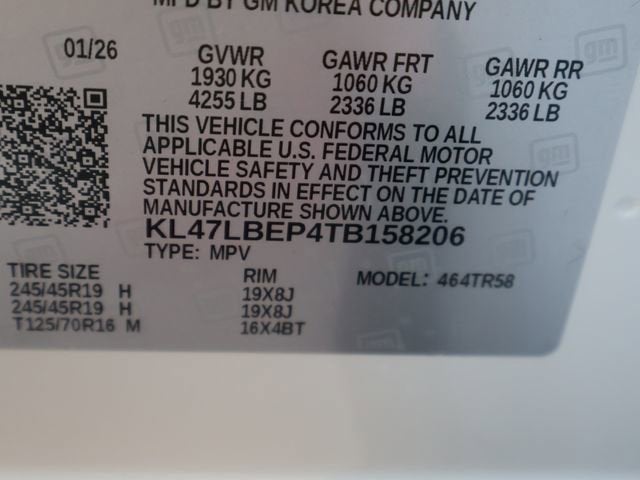 MFD BY GM KOREA COMPANY
01/26 GVWR GAWR FRT GAWR RR
1930 KG 1060 KG 1060 KG
4255 LB 2336 LB 2336 LB
THIS VEHICLE CONFORMS TO ALL
APPLICABLE U.S. FEDERAL MOTOR
VEHICLE SAFETY AND THEFT PREVENTION
STANDARDS IN EFFECT ON THE DATE OF
MANUFACTURE SHOWN ABOVE.
KL47LBEP4TB158206
TYPE: MPV
TIRE SIZE RIM MODEL: 464TR58
245/45R19 H 19X8J
245/45R19 H 19X8J
T125/70R16 M 16X4BT
gm
gm
gm